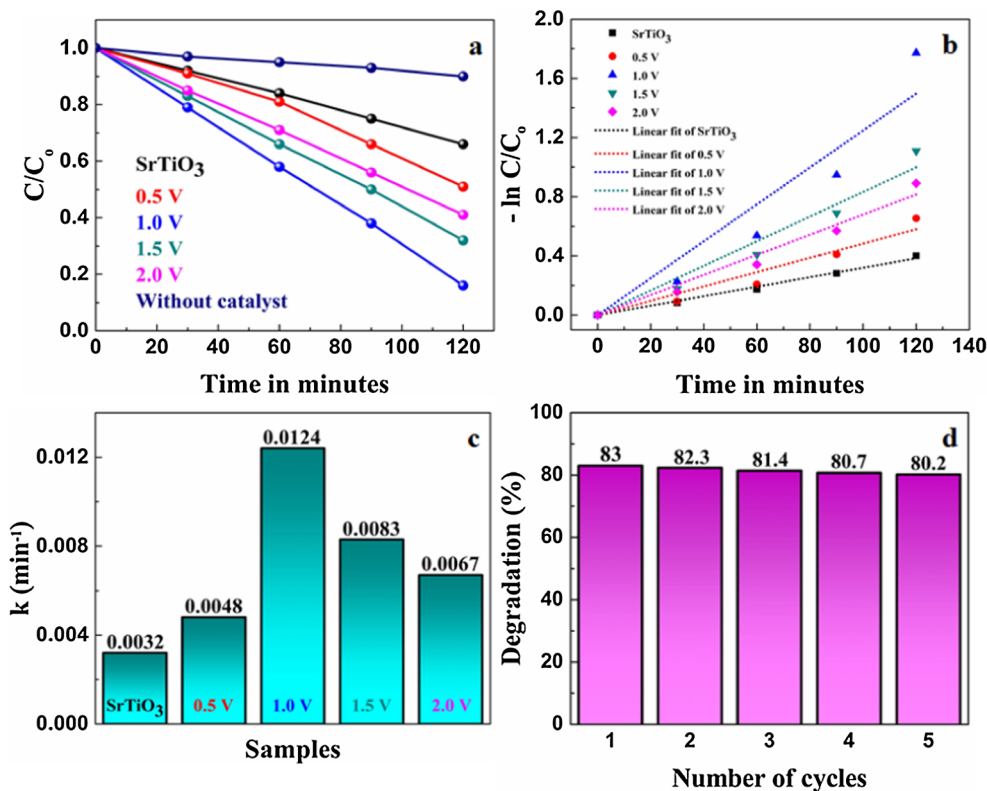 a
1.0
0.8
0.6
0.4
0.2
0.0
C/Co
SrTiO3
0.5 V
1.0 V
1.5 V
2.0 V
Without catalyst
0 20 40 60 80 100 120
Time in minutes
b
2.0
1.6
1.2
0.8
0.4
0.0
- ln C/Co
SrTiO3
0.5 V
1.0 V
1.5 V
2.0 V
Linear fit of SrTiO3
Linear fit of 0.5 V
Linear fit of 1.0 V
Linear fit of 1.5 V
Linear fit of 2.0 V
0 20 40 60 80 100 120 140
Time in minutes
c
0.012
0.008
0.004
0.000
k (min-1)
0.0032
0.0048
0.0124
0.0083
0.0067
SrTiO3 0.5 V 1.0 V 1.5 V 2.0 V
Samples
d
100
80
60
40
20
0
Degradation (%)
83 82.3 81.4 80.7 80.2
1 2 3 4 5
Number of cycles